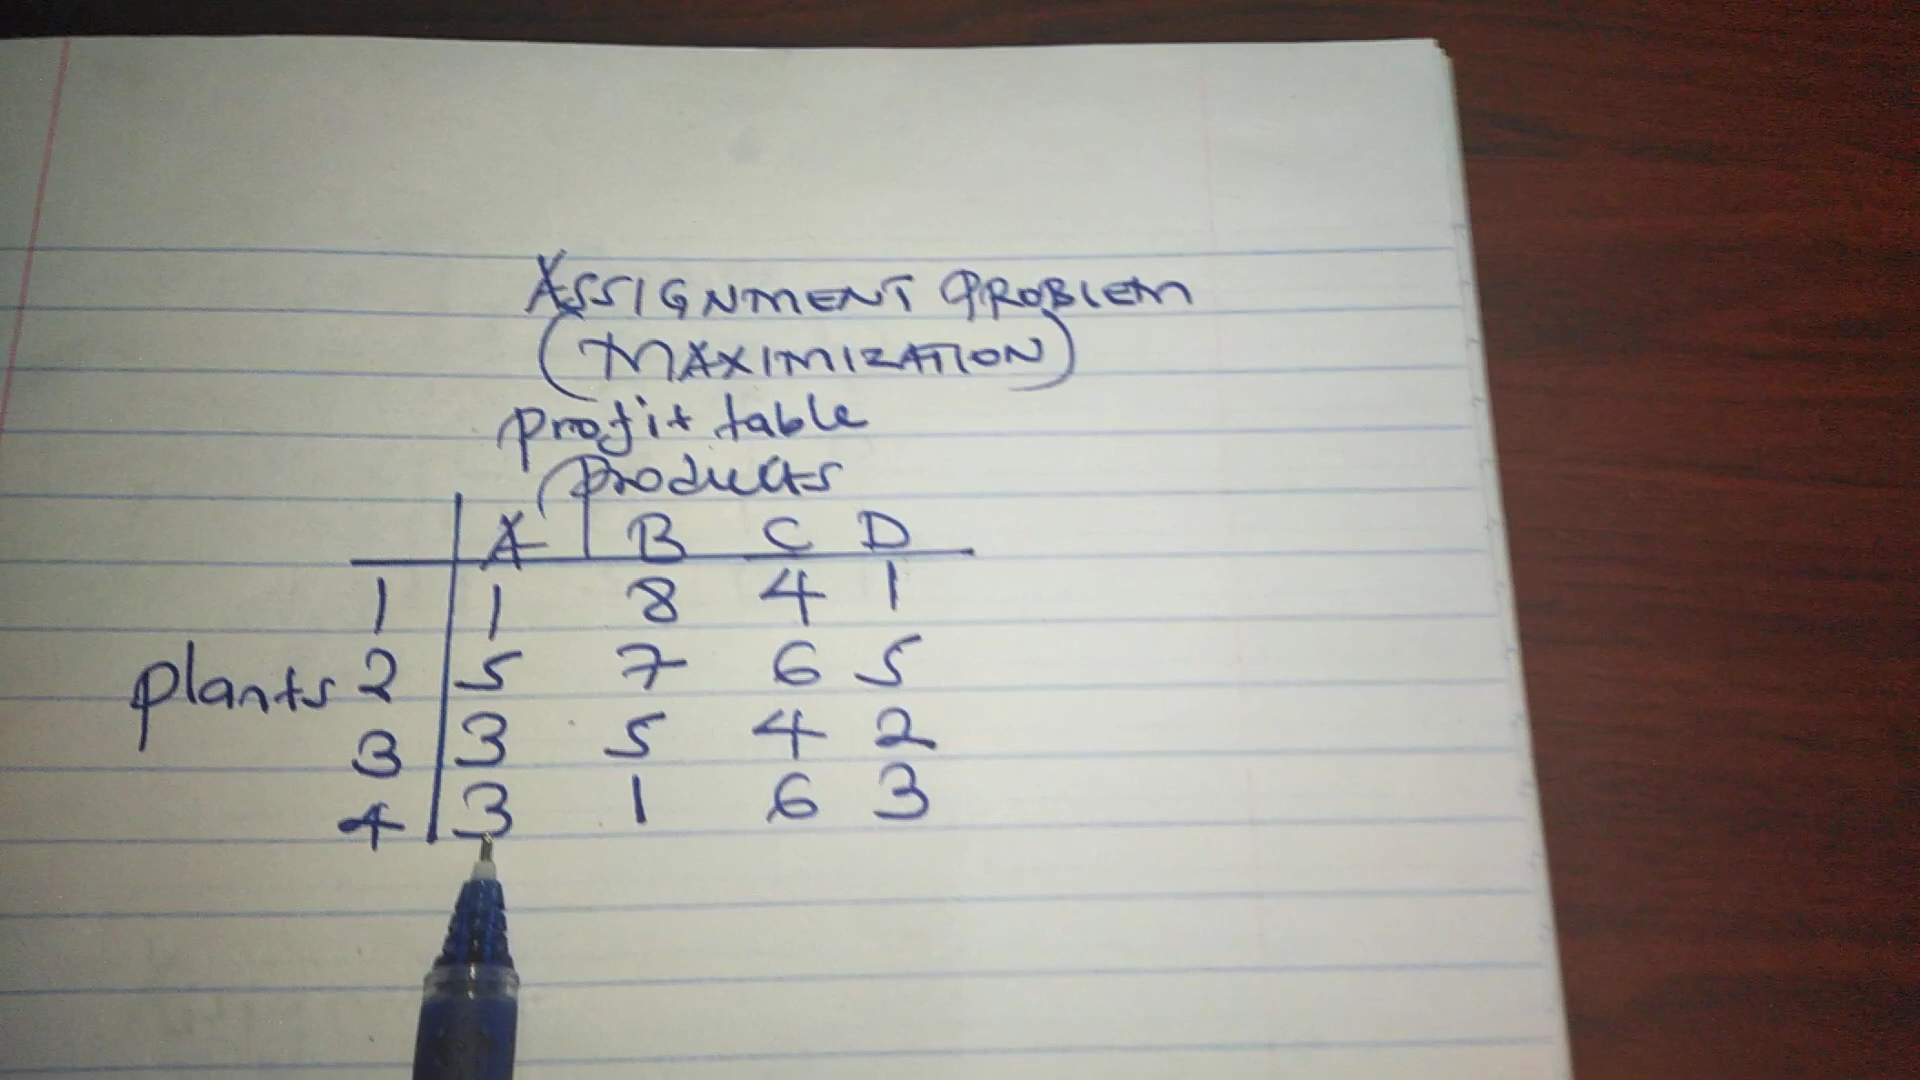 ASSIGNMENT PROBLEM
(MAXIMIZATION)
profit table
products
A B C D
1 1 8 4 1
plants 2 5 7 6 5
3 3 5 4 2
4 3 1 6 3